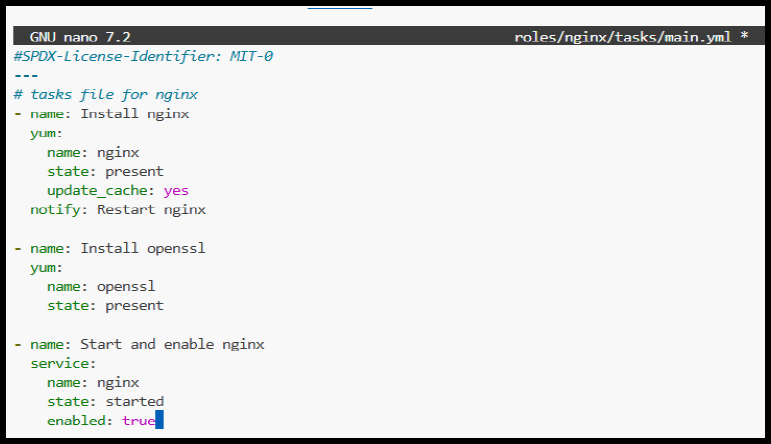 GNU nano 7.2 roles/nginx/tasks/main.yml *
#SPDX-License-Identifier: MIT-0
---
# tasks file for nginx
- name: Install nginx
  yum:
    name: nginx
    state: present
    update_cache: yes
  notify: Restart nginx

- name: Install openssl
  yum:
    name: openssl
    state: present

- name: Start and enable nginx
  service:
    name: nginx
    state: started
    enabled: true